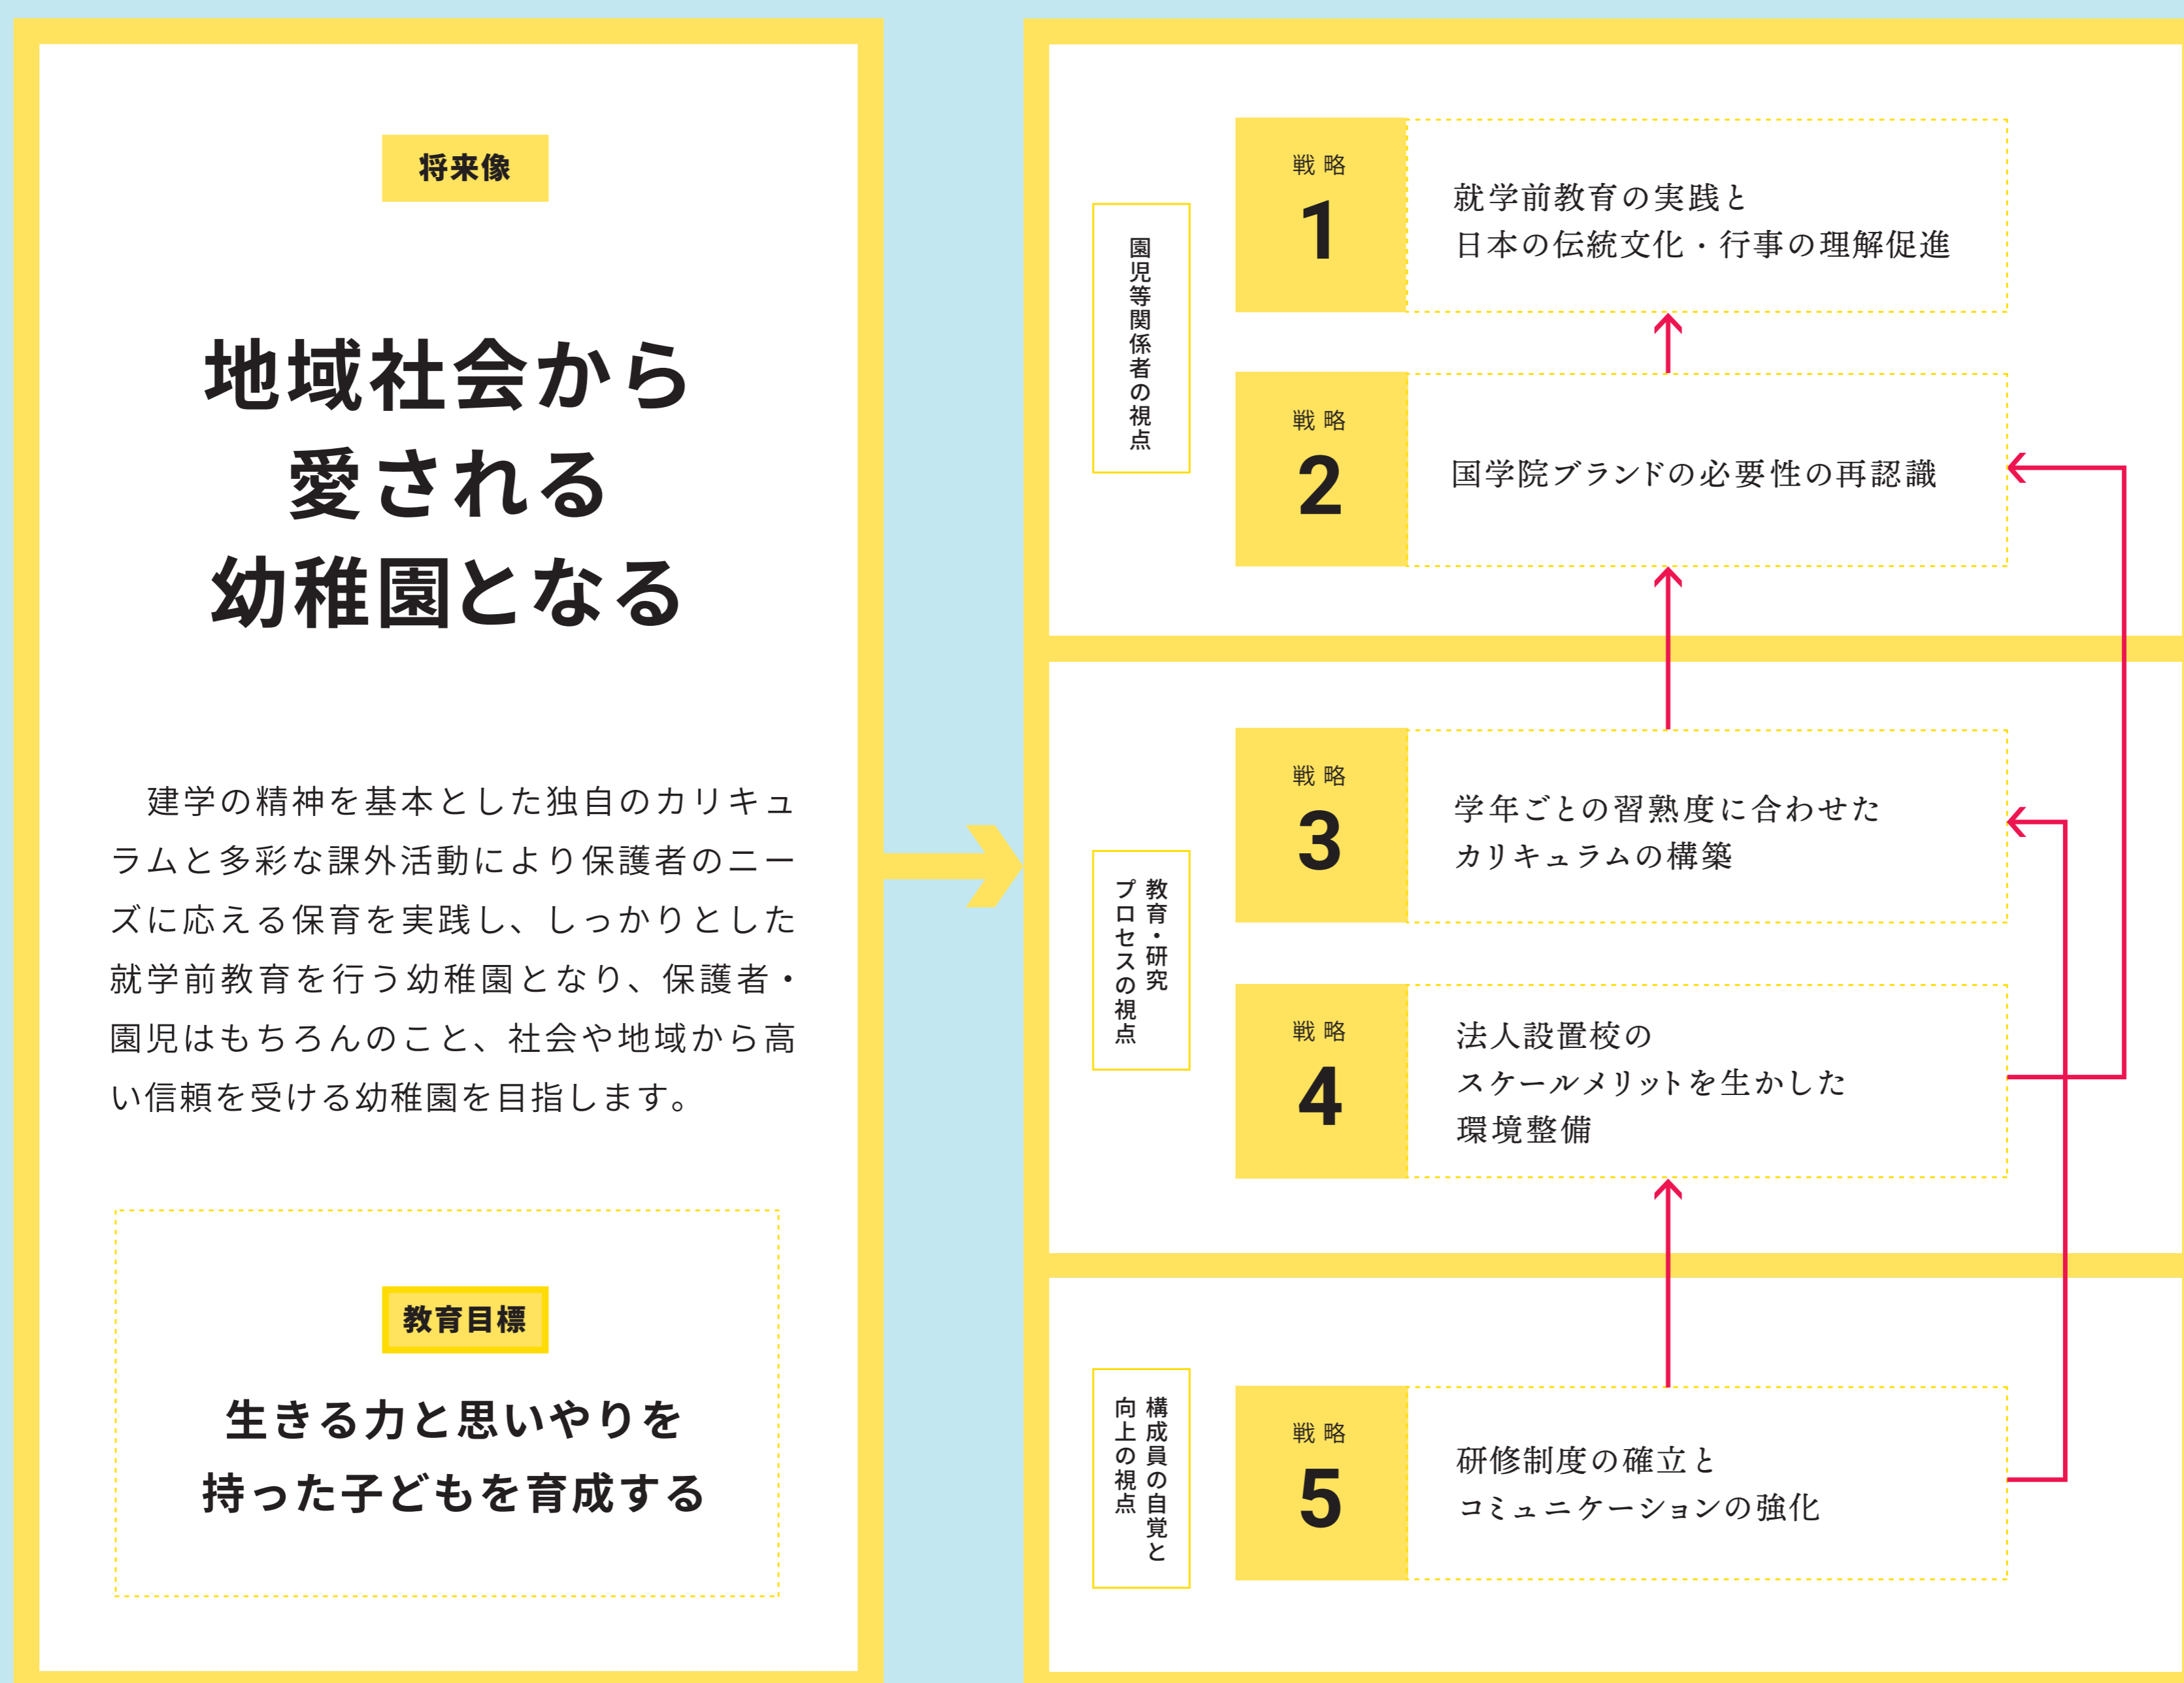 将来像
地域社会から
愛される
幼稚園となる
　建学の精神を基本とした独自のカリキュ
ラムと多彩な課外活動により保護者のニー
ズに応える保育を実践し、しっかりとした
就学前教育を行う幼稚園となり、保護者・
園児はもちろんのこと、社会や地域から高
い信頼を受ける幼稚園を目指します。
教育目標
生きる力と思いやりを
持った子どもを育成する
園児等関係者の視点
戦略
1
就学前教育の実践と
日本の伝統文化・行事の理解促進
戦略
2
国学院ブランドの必要性の再認識
教育・研究
プロセスの視点
戦略
3
学年ごとの習熟度に合わせた
カリキュラムの構築
戦略
4
法人設置校の
スケールメリットを生かした
環境整備
構成員の自覚と
向上の視点
戦略
5
研修制度の確立と
コミュニケーションの強化